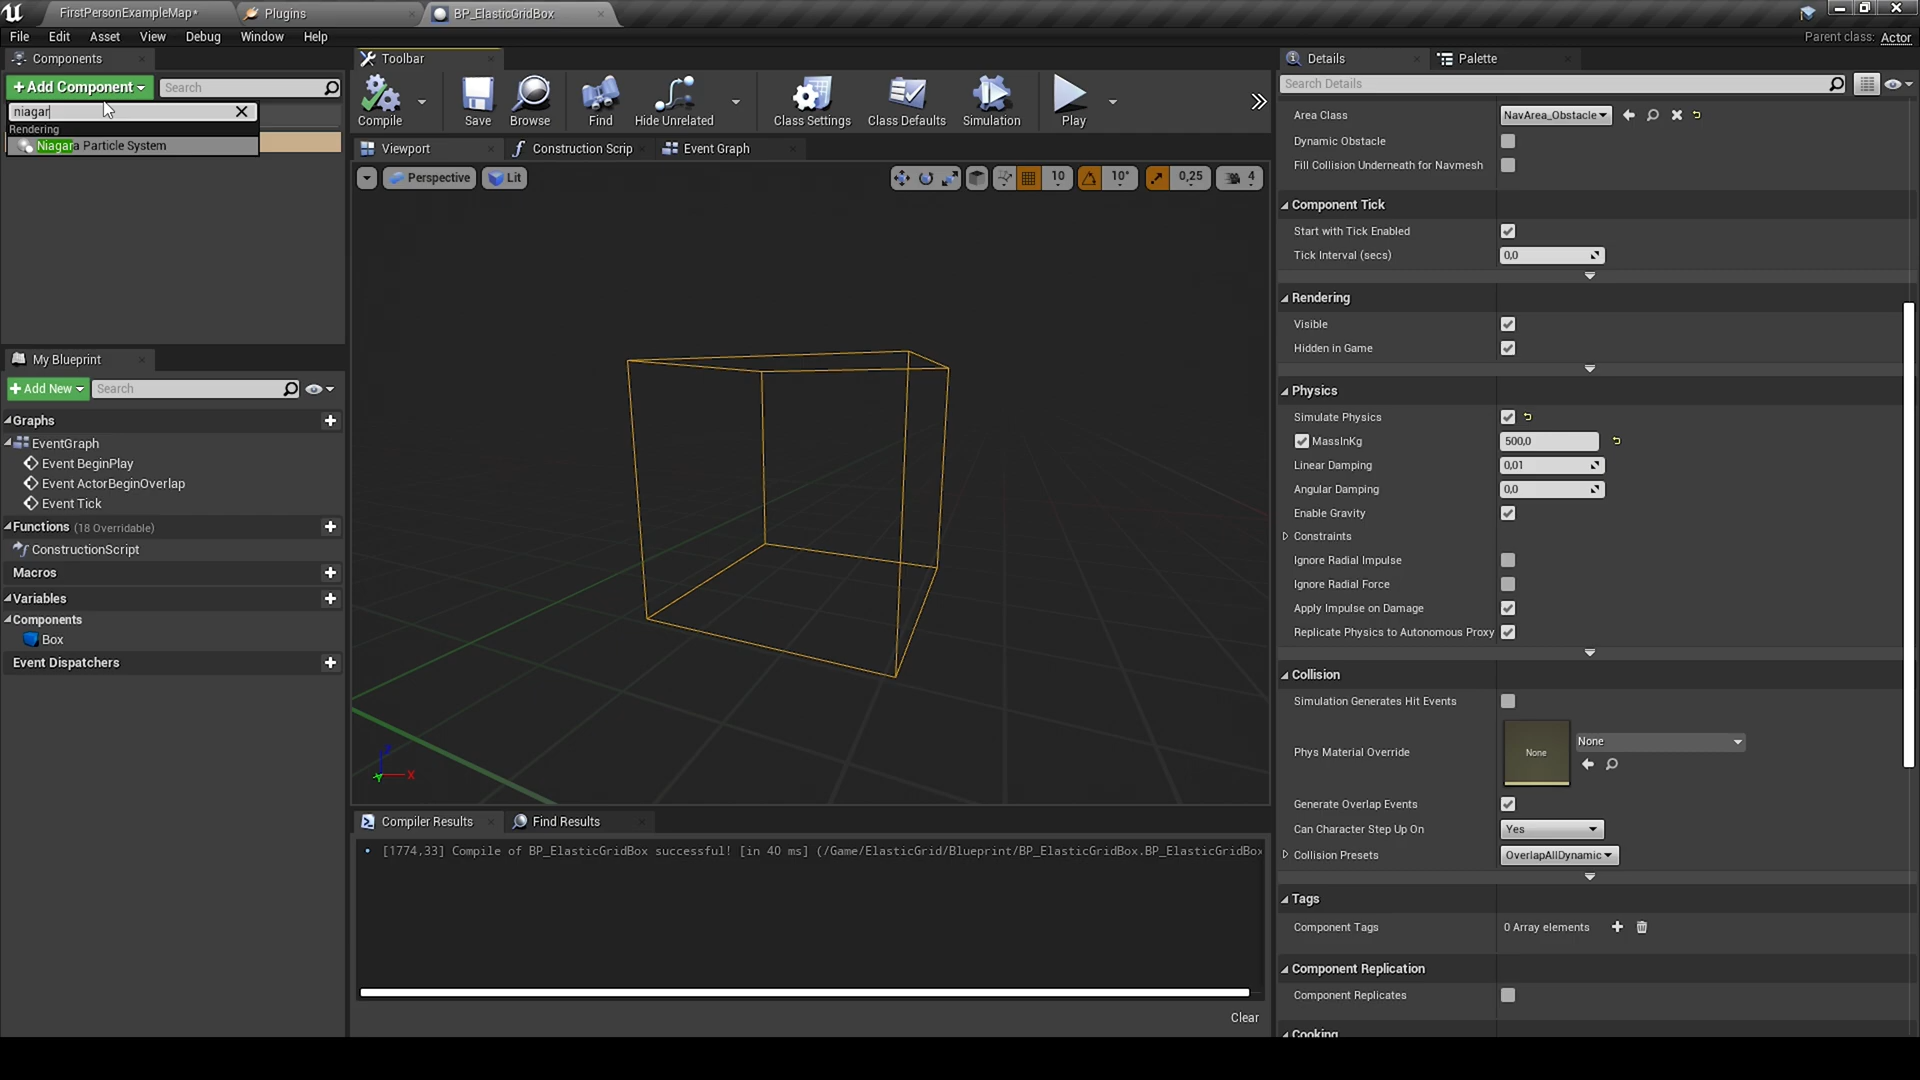 FirstPersonExampleMap*
Plugins
BP_ElasticGridBox
File Edit Asset View Debug Window Help
Parent class: Actor
Components
+Add Component
Search
niagar
Rendering
Niagara Particle System
Toolbar
Compile
Save
Browse
Find
Hide Unrelated
Class Settings
Class Defaults
Simulation
Play
Viewport
Construction Scrip
Event Graph
Perspective
Lit
10
10°
0,25
4
My Blueprint
+Add New
Search
Graphs
EventGraph
Event BeginPlay
Event ActorBeginOverlap
Event Tick
Functions (18 Overridable)
ConstructionScript
Macros
Variables
Components
Box
Event Dispatchers
X
Compiler Results
Find Results
[1774,33] Compile of BP_ElasticGridBox successful! [in 40 ms] (/Game/ElasticGrid/Blueprint/BP_ElasticGridBox.BP_ElasticGridBox
Clear
Details
Palette
Search Details
Area Class
NavArea_Obstacle
Dynamic Obstacle
Fill Collision Underneath for Navmesh
Component Tick
Start with Tick Enabled
Tick Interval (secs)
0,0
Rendering
Visible
Hidden in Game
Physics
Simulate Physics
MassInKg
500,0
Linear Damping
0,01
Angular Damping
0,0
Enable Gravity
Constraints
Ignore Radial Impulse
Ignore Radial Force
Apply Impulse on Damage
Replicate Physics to Autonomous Proxy
Collision
Simulation Generates Hit Events
Phys Material Override
None
None
Generate Overlap Events
Can Character Step Up On
Yes
Collision Presets
OverlapAllDynamic
Tags
Component Tags
0 Array elements
Component Replication
Component Replicates
Cooking